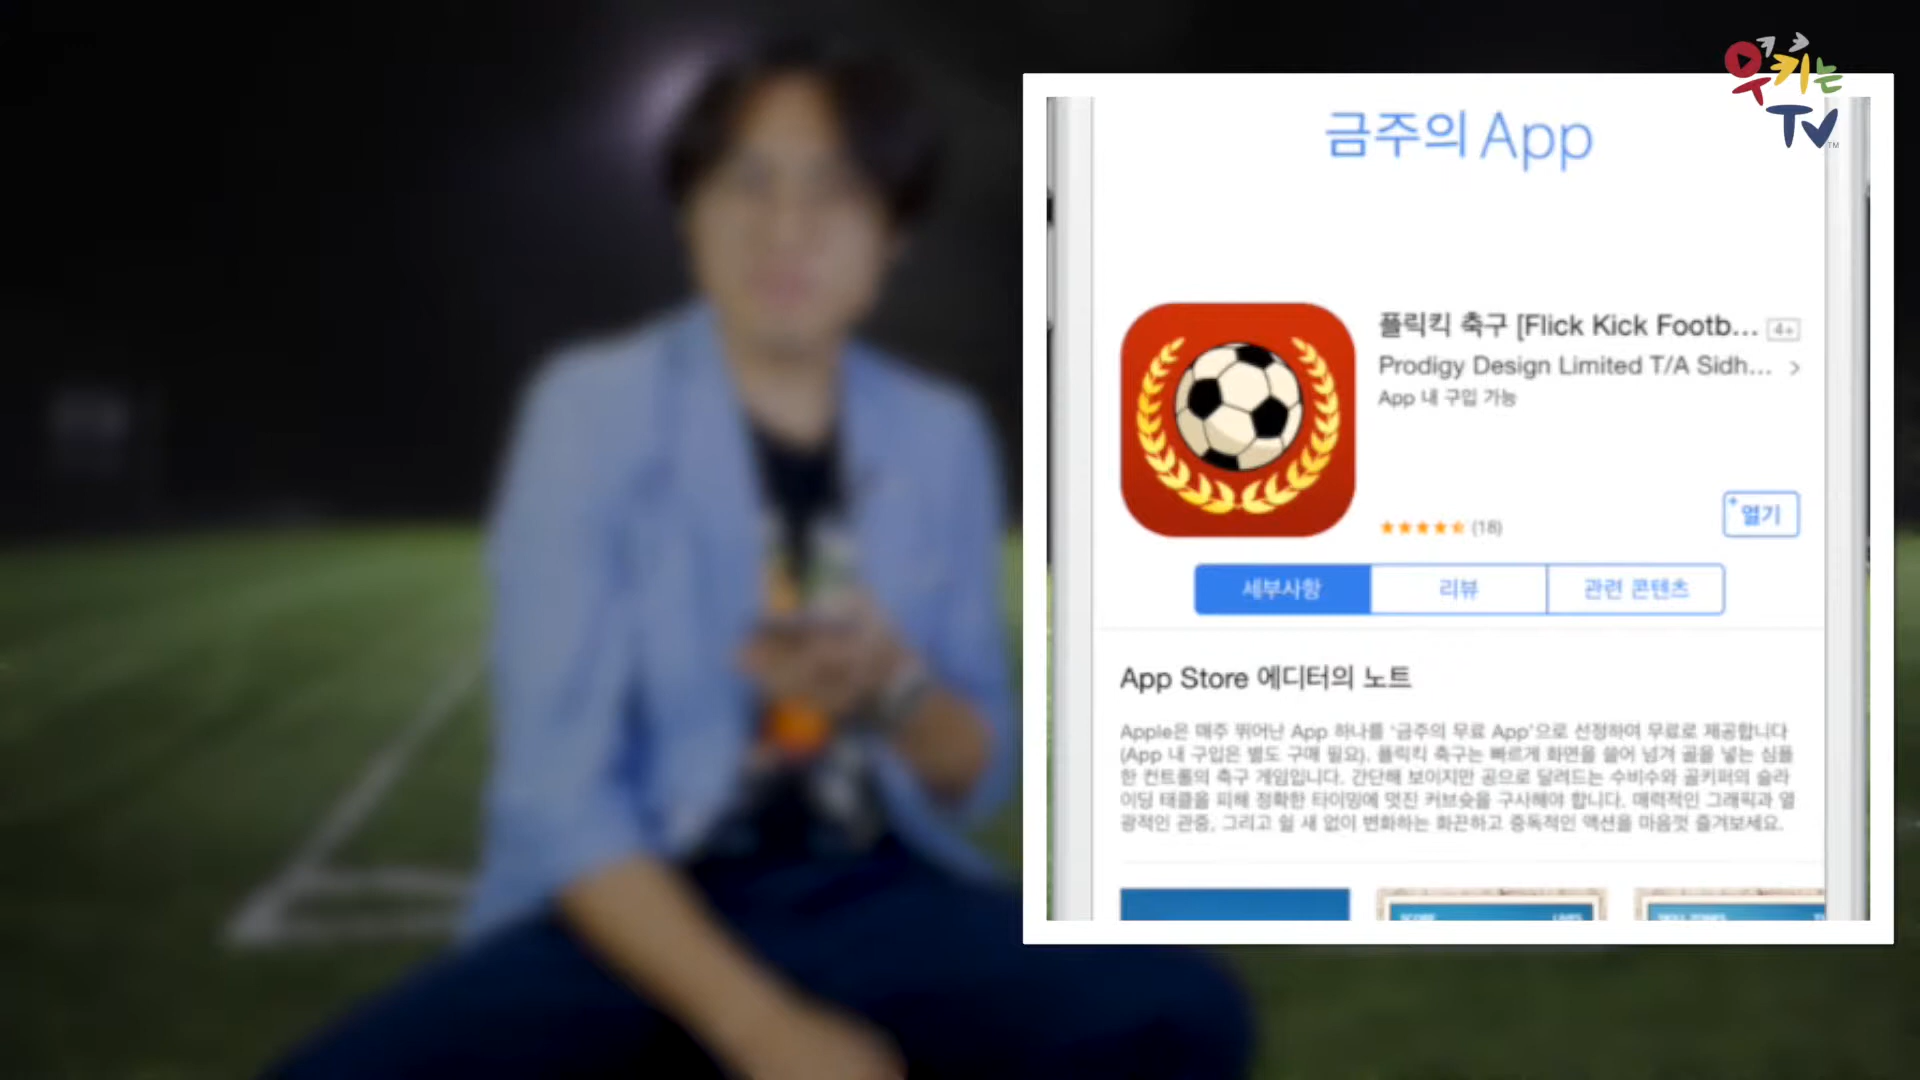 웃기는
TV™
금주의 App
플릭킥 축구 [Flick Kick Footb... 4+
Prodigy Design Limited T/A Sidh...
App 내 구입 가능
(18)
열기
세부사항 리뷰 관련 콘텐츠
App Store 에디터의 노트
Apple은 매주 뛰어난 App 하나를 '금주의 무료 App'으로 선정하여 무료로 제공합니다
(App 내 구입은 별도 구매 필요). 플릭킥 축구는 빠르게 화면을 쓸어 넘겨 골을 넣는 심플
한 컨트롤의 축구 게임입니다. 간단해 보이지만 공으로 달려드는 수비수와 골키퍼의 슬라
이딩 태클을 피해 정확한 타이밍에 멋진 커브슛을 구사해야 합니다. 매력적인 그래픽과 열
광적인 관중, 그리고 쉴 새 없이 변화하는 화끈하고 중독적인 액션을 마음껏 즐겨보세요.
SCORE LIVES